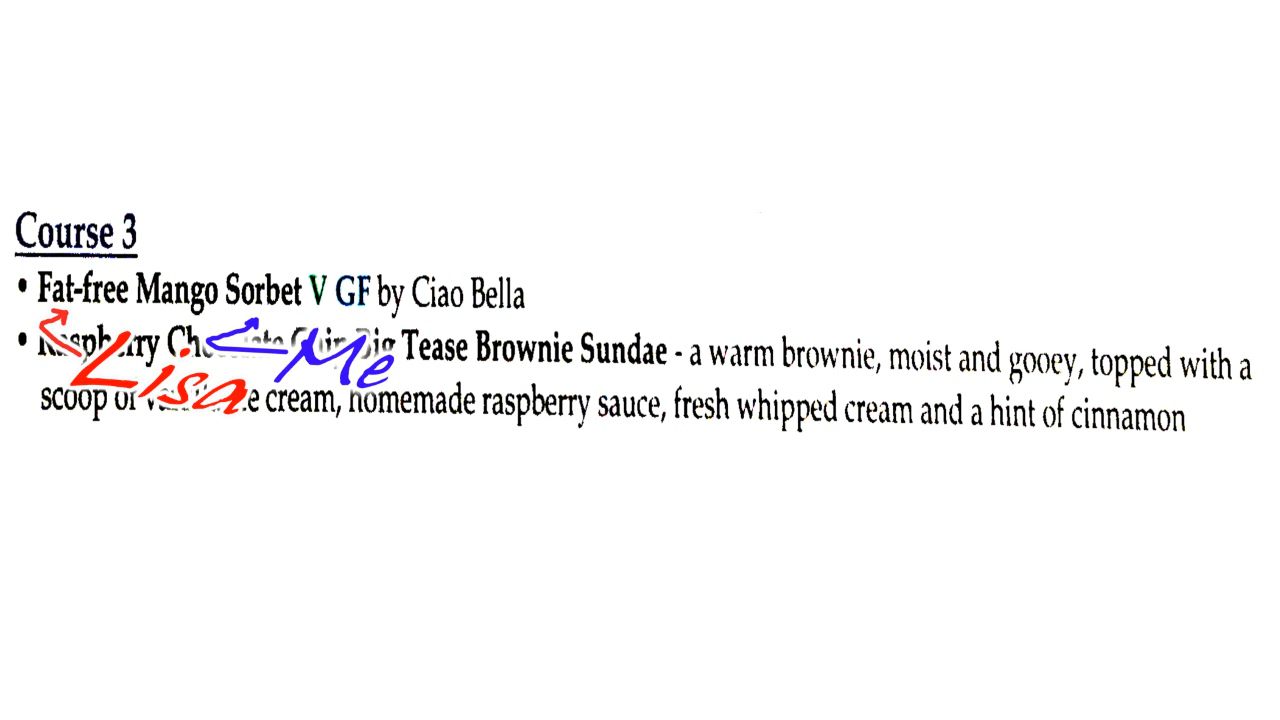 Course 3
• Fat-free Mango Sorbet V GF by Ciao Bella
• Raspberry Tease Brownie Sundae - a warm brownie, moist and gooey, topped with a
Lisa Me
scoop of cream, homemade raspberry sauce, fresh whipped cream and a hint of cinnamon